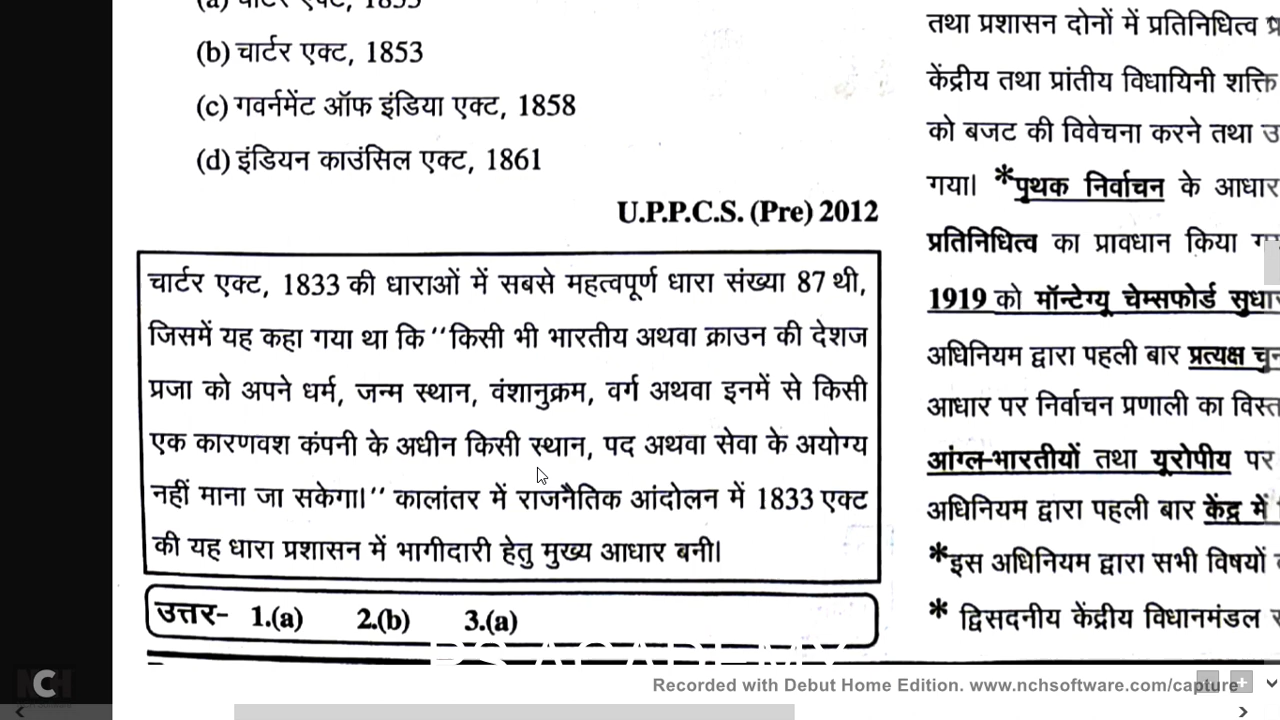 (a) चार्टर एक्ट, 1833
(b) चार्टर एक्ट, 1853
(c) गवर्नमेंट ऑफ इंडिया एक्ट, 1858
(d) इंडियन काउंसिल एक्ट, 1861
U.P.P.C.S. (Pre) 2012
चार्टर एक्ट, 1833 की धाराओं में सबसे महत्वपूर्ण धारा संख्या 87 थी,
जिसमें यह कहा गया था कि ‘‘किसी भी भारतीय अथवा क्राउन की देशज
प्रजा को अपने धर्म, जन्म स्थान, वंशानुक्रम, वर्ग अथवा इनमें से किसी
एक कारणवश कंपनी के अधीन किसी स्थान, पद अथवा सेवा के अयोग्य
नहीं माना जा सकेगा।’’ कालांतर में राजनैतिक आंदोलन में 1833 एक्ट
की यह धारा प्रशासन में भागीदारी हेतु मुख्य आधार बनी।
उत्तर- 1.(a) 2.(b) 3.(a)
तथा प्रशासन दोनों में प्रतिनिधित्व
केंद्रीय तथा प्रांतीय विधायिनी शक्ति
को बजट की विवेचना करने तथा
गया। *पृथक निर्वाचन के आधार
प्रतिनिधित्व का प्रावधान किया
1919 को मॉन्टेग्यू चेम्सफोर्ड
अधिनियम द्वारा पहली बार प्रत्यक्ष
आधार पर निर्वाचन प्रणाली का
आंग्ल-भारतीयों तथा यूरोपीय पर
अधिनियम द्वारा पहली बार केंद्र में
*इस अधिनियम द्वारा सभी विषयों
* द्विसदनीय केंद्रीय विधानमंडल
NCH
Recorded with Debut Home Edition. www.nchsoftware.com/capture